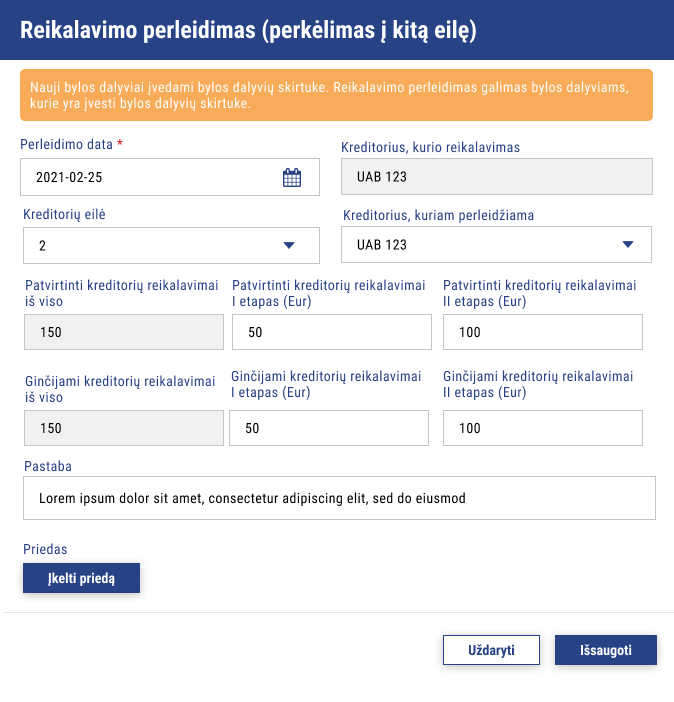 Reikalavimo perleidimas (perkėlimas į kitą eilę)
Nauji bylos dalyviai įvedami bylos dalyvių skirtuke. Reikalavimo perleidimas galimas bylos dalyviams,
kurie yra įvesti bylos dalyvių skirtuke.
Perleidimo data *
Kreditorius, kurio reikalavimas
2021-02-25
UAB 123
Kreditorių eilė
Kreditorius, kuriam perleidžiama
2
UAB 123
Patvirtinti kreditorių reikalavimai
iš viso
Patvirtinti kreditorių reikalavimai
I etapas (Eur)
Patvirtinti kreditorių reikalavimai
II etapas (Eur)
150
50
100
Ginčijami kreditorių reikalavimai
iš viso
Ginčijami kreditorių reikalavimai
I etapas (Eur)
Ginčijami kreditorių reikalavimai
II etapas (Eur)
150
50
100
Pastaba
Lorem ipsum dolor sit amet, consectetur adipiscing elit, sed do eiusmod
Priedas
Įkelti priedą
Uždaryti
Išsaugoti